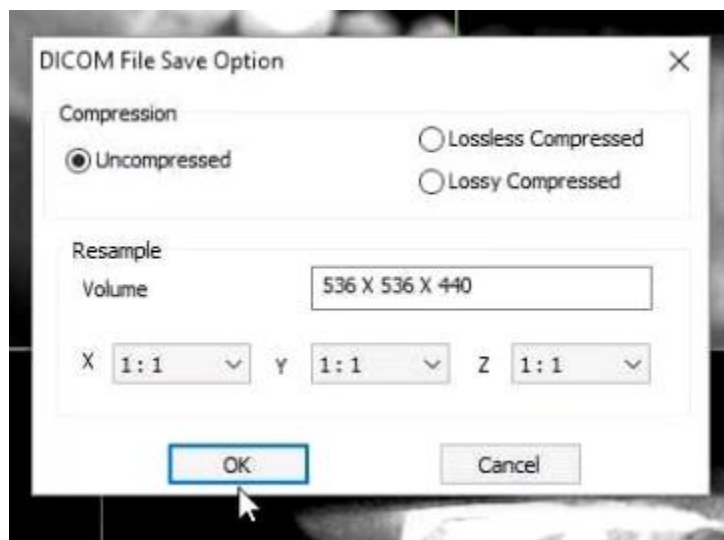 DICOM File Save Option
Compression
Uncompressed
Lossless Compressed
Lossy Compressed
Resample
Volume 536 X 536 X 440
X 1:1 Y 1:1 Z 1:1
OK Cancel